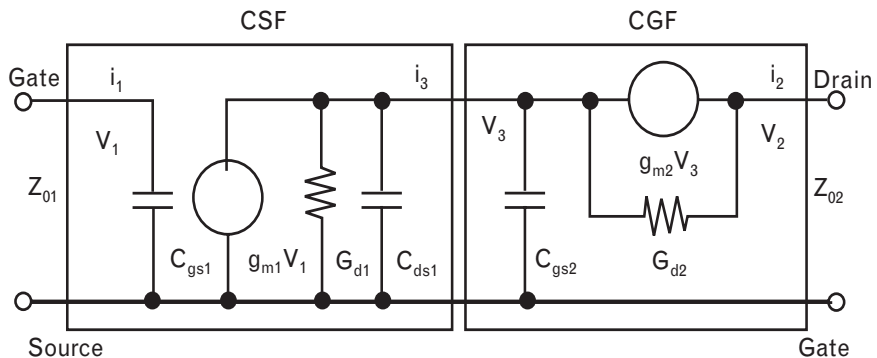 CSF
CGF
Gate
i1
i3
i2
Drain
V1
V3
V2
gm2V3
Z01
Z02
Cgs1
gm1V1
Gd1
Cds1
Cgs2
Gd2
Source
Gate